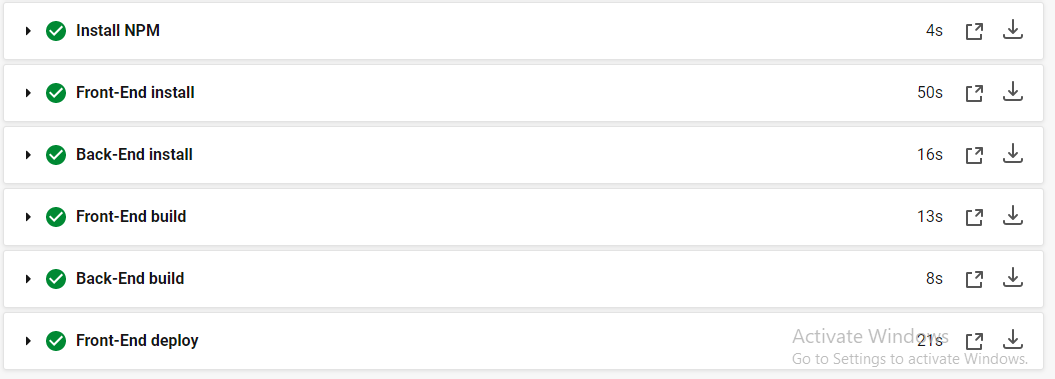 Install NPM 4s
Front-End install 50s
Back-End install 16s
Front-End build 13s
Back-End build 8s
Front-End deploy 21s
Activate Windows
Go to Settings to activate Windows.